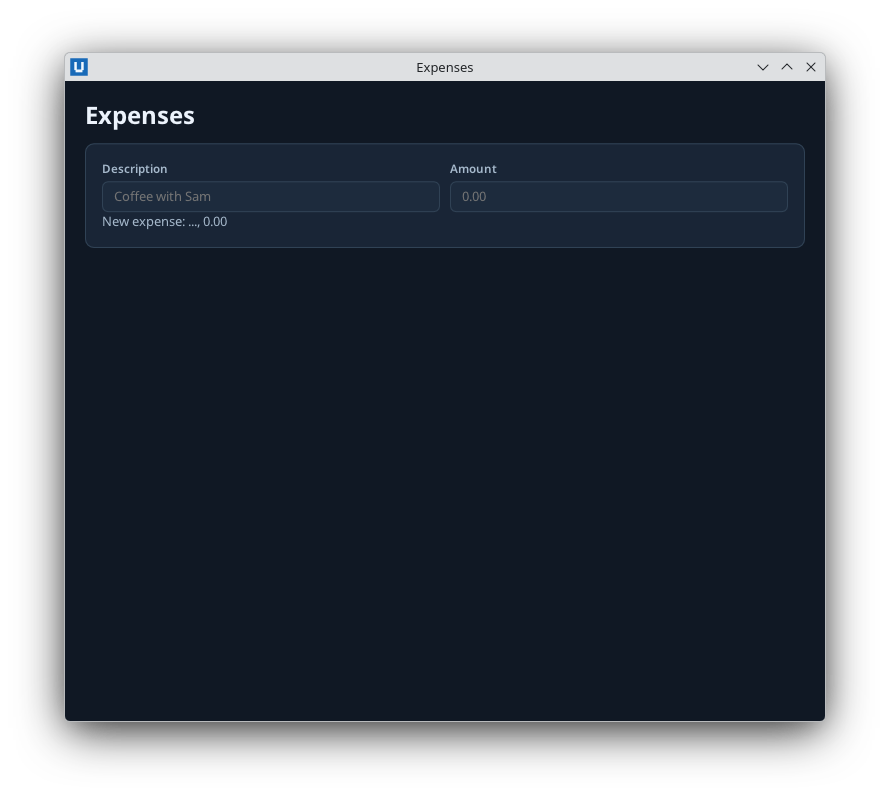 Expenses
Expenses
Description Amount
Coffee with Sam 0.00
New expense: ..., 0.00